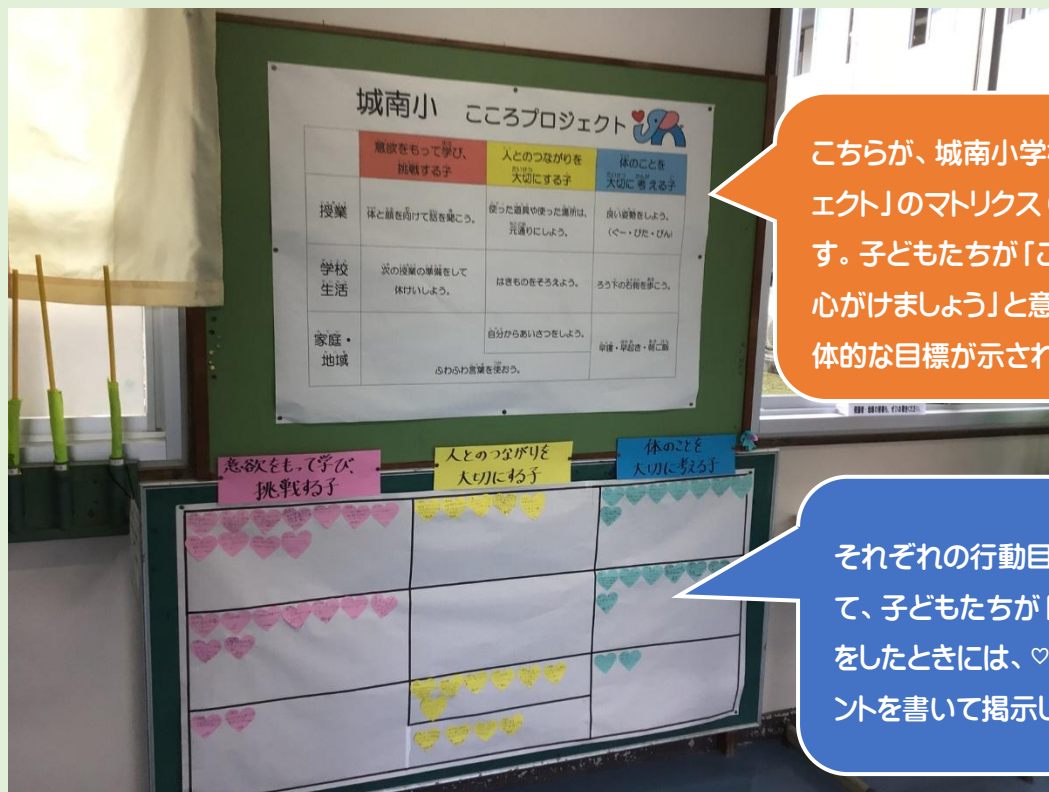 城南小 こころプロジェクト
意欲をもって学び、
挑戦する子
人とのつながりを
大切にする子
体のことを
大切に考える子
授業
体と顔を向けて話を聞こう。
使った道具や使った場所は、
元通りにしよう。
良い姿勢をしよう。
(ぐー・ぴた・ぴん)
学校
生活
次の授業の準備をして
休けいしよう。
はきものをそろえよう。
ろう下の右側を歩こう。
家庭・
地域
自分からあいさつをしよう。
ふわふわ言葉を使おう。
早寝・早起き・朝ご飯
意欲をもって学び、
挑戦する子
人とのつながりを
大切にする子
体のことを
大切に考える子
こちらが、城南小学
ェクト」のマトリクス
す。子どもたちが「こ
心がけましょう」と意
体的な目標が示され
それぞれの行動目
て、子どもたちが
をしたときには、♡
ントを書いて掲示し